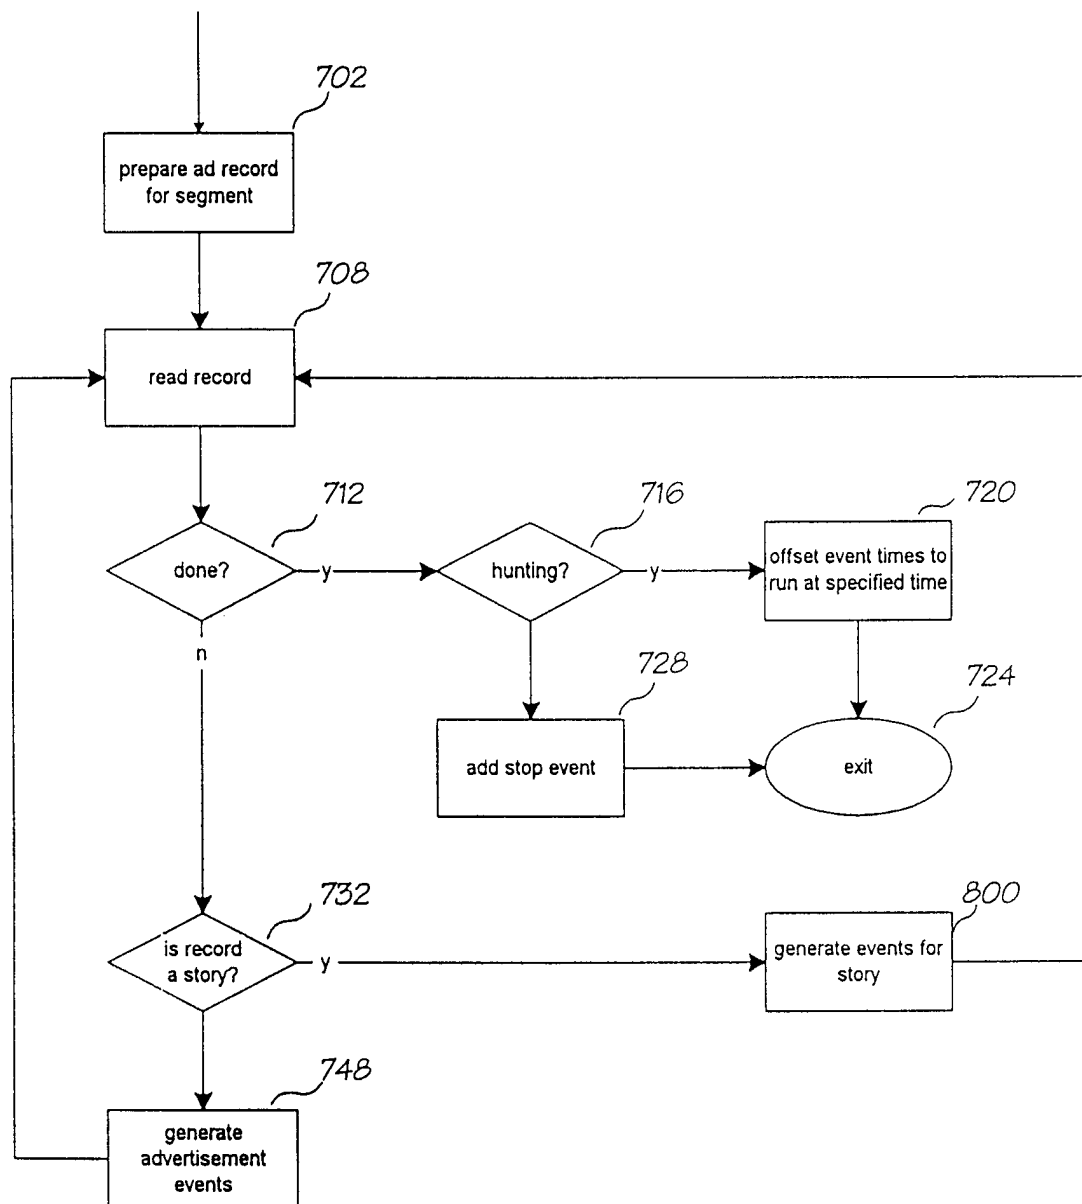 702
prepare ad record
for segment
708
read record
712
716
720
done?
y
hunting?
y
offset event times to
run at specified time
n
728
724
add stop event
exit
732
800
is record
a story?
y
generate events for
story
748
generate
advertisement
events